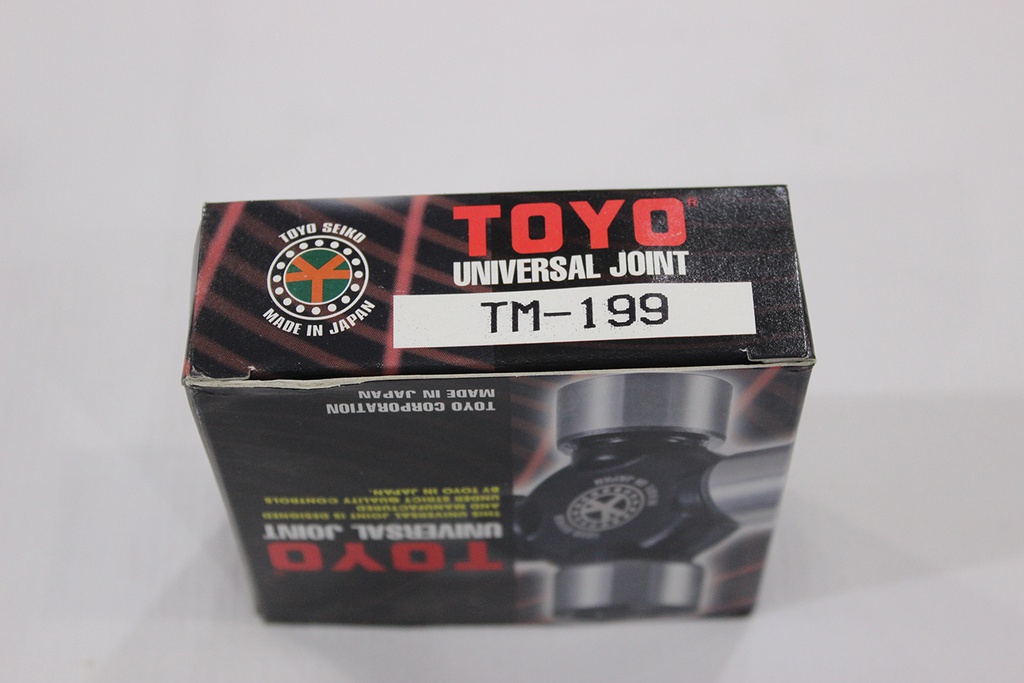 TOYO SEIKO
MADE IN JAPAN
TOYO®
UNIVERSAL JOINT
TM-199
TOYO
UNIVERSAL JOINT
THIS UNIVERSAL JOINT IS DESIGNED
AND MANUFACTURED
UNDER STRICT QUALITY CONTROLS
BY TOYO IN JAPAN.
TOYO CORPORATION
MADE IN JAPAN